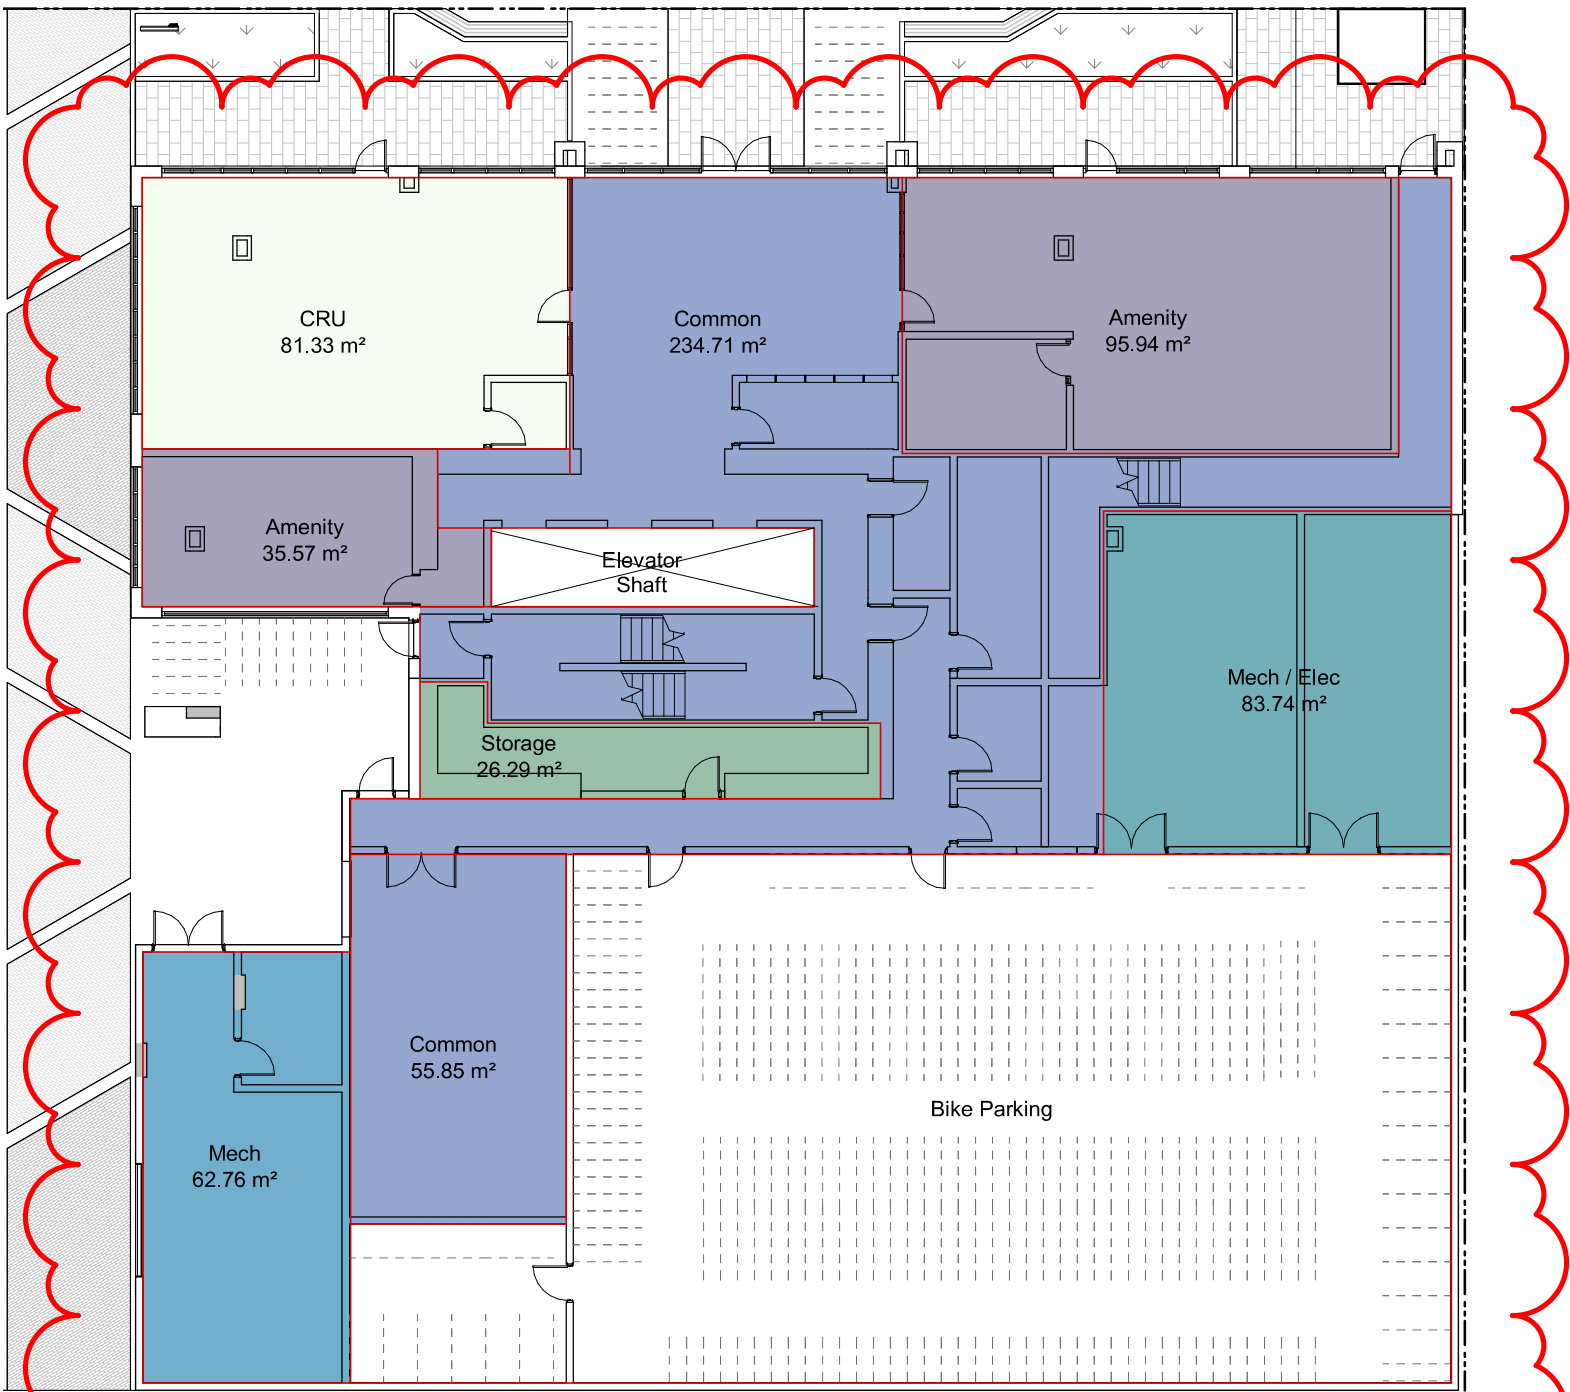 CRU
81.33 m²
Common
234.71 m²
Amenity
95.94 m²
Amenity
35.57 m²
Elevator
Shaft
Mech / Elec
83.74 m²
Storage
26.29 m²
Common
55.85 m²
Bike Parking
Mech
62.76 m²